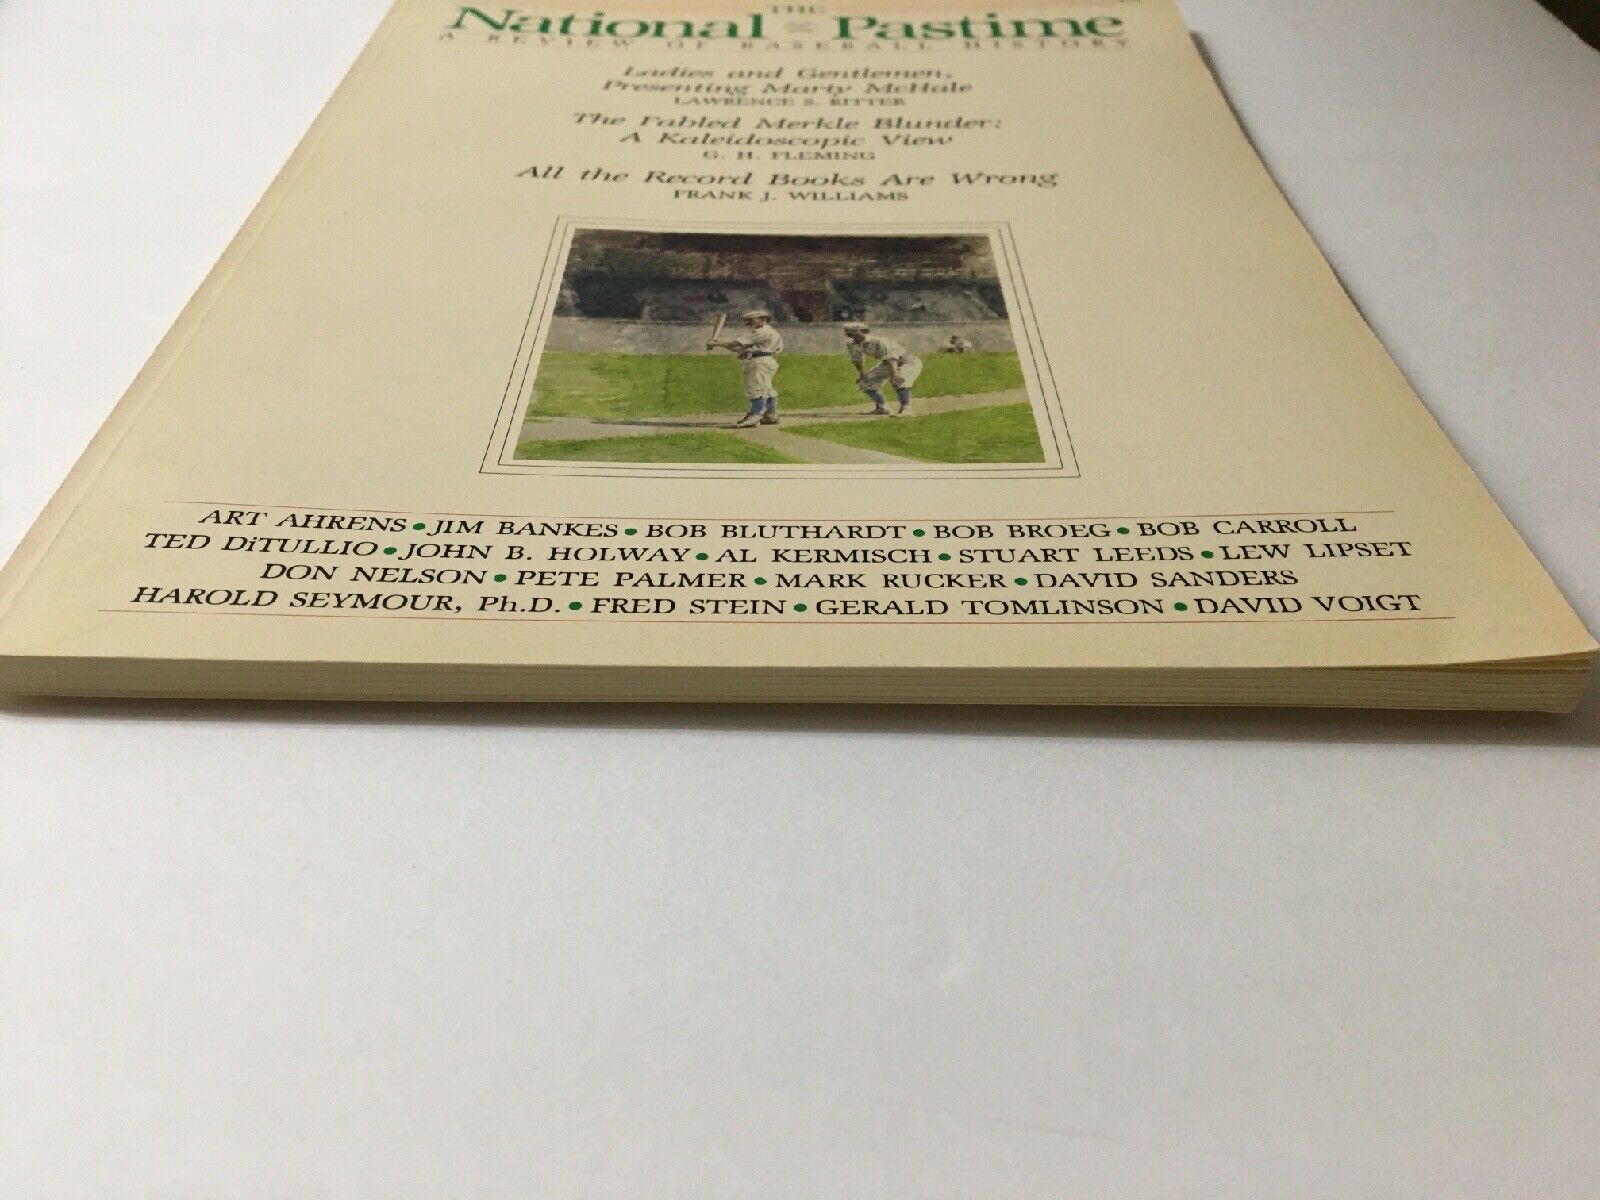 THE
National Pastime
A REVIEW OF BASEBALL HISTORY
Ladies and Gentlemen,
Presenting Marty McHale
LAWRENCE S. RITTER
The Fabled Merkle Blunder:
A Kaleidoscopic View
G. H. FLEMING
All the Record Books Are Wrong
FRANK J. WILLIAMS
ART AHRENS • JIM BANKES • BOB BLUTHARDT • BOB BROEG • BOB CARROLL
TED DiTULLIO • JOHN B. HOLWAY • AL KERMISCH • STUART LEEDS • LEW LIPSET
DON NELSON • PETE PALMER • MARK RUCKER • DAVID SANDERS
HAROLD SEYMOUR, Ph.D. • FRED STEIN • GERALD TOMLINSON • DAVID VOIGT